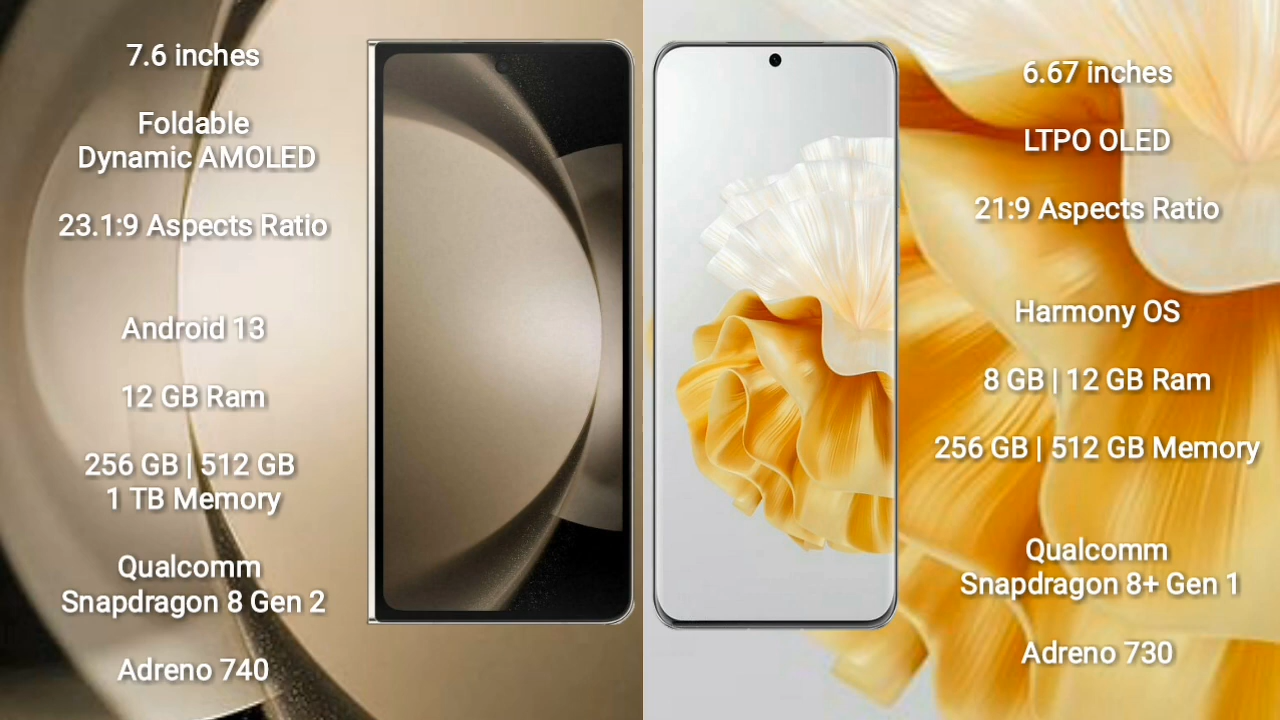 7.6 inches
Foldable
Dynamic AMOLED
23.1:9 Aspects Ratio
Android 13
12 GB Ram
256 GB | 512 GB
1 TB Memory
Qualcomm
Snapdragon 8 Gen 2
Adreno 740
6.67 inches
LTPO OLED
21:9 Aspects Ratio
Harmony OS
8 GB | 12 GB Ram
256 GB | 512 GB Memory
Qualcomm
Snapdragon 8+ Gen 1
Adreno 730